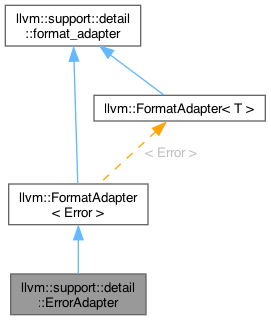 llvm::support::detail
::format_adapter
llvm::FormatAdapter< T >
< Error >
llvm::FormatAdapter
< Error >
llvm::support::detail
::ErrorAdapter